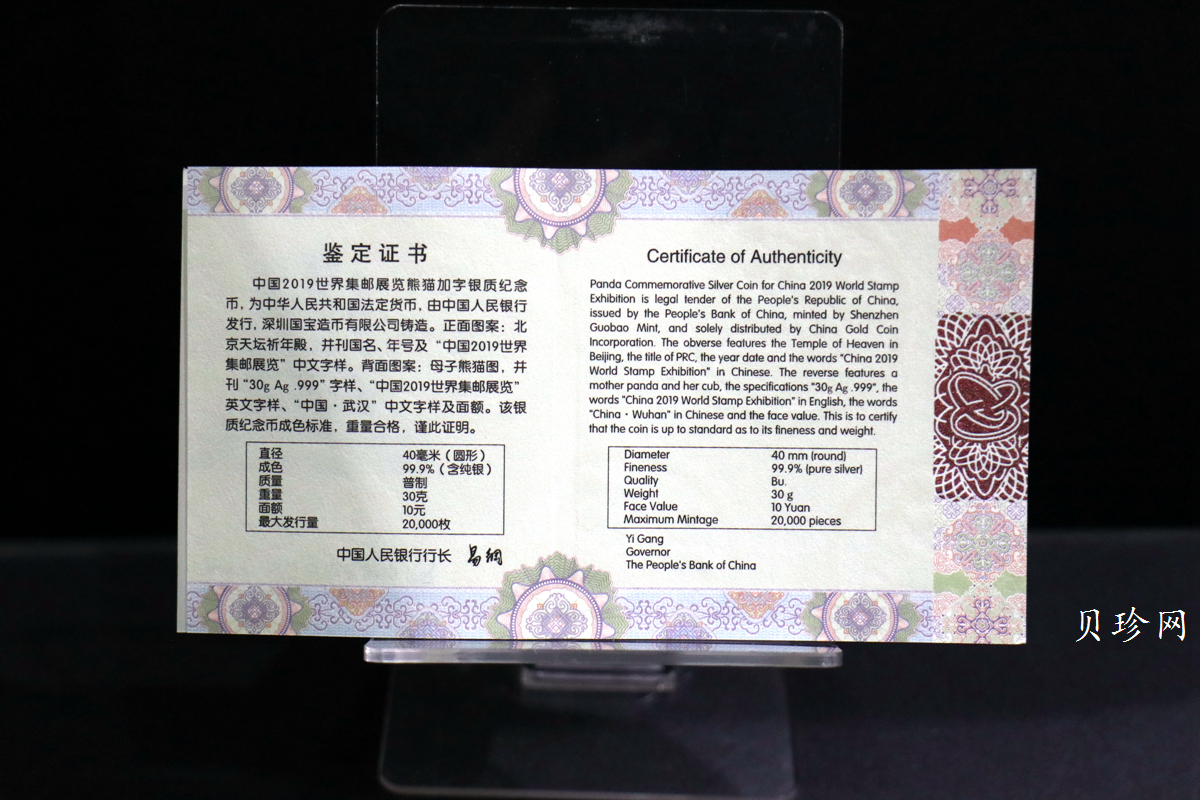 鉴定证书
中国2019世界集邮展览熊猫加字银质纪念
币，为中华人民共和国法定货币，由中国人民银行
发行，深圳国宝造币有限公司铸造。正面图案：北
京天坛祈年殿，并刊国名、年号及“中国2019世界
集邮展览”中文字样。背面图案：母子熊猫图，并
刊“30g Ag .999”字样、“中国2019世界集邮展览”
英文字样、“中国·武汉”中文字样及面额。该银
质纪念币成色标准，重量合格，谨此证明。
直径 40毫米（圆形）
成色 99.9%（含纯银）
质量 普制
重量 30克
面额 10元
最大发行量 20,000枚
中国人民银行行长 易纲
Certificate of Authenticity
Panda Commemorative Silver Coin for China 2019 World Stamp
Exhibition is legal tender of the People's Republic of China,
issued by the People's Bank of China, minted by Shenzhen
Guobao Mint, and solely distributed by China Gold Coin
Incorporation. The obverse features the Temple of Heaven in
Beijing, the title of PRC, the year date and the words "China 2019
World Stamp Exhibition" in Chinese. The reverse features a
mother panda and her cub, the specifications "30g Ag .999", the
words "China 2019 World Stamp Exhibition" in English, the words
"China · Wuhan" in Chinese and the face value. This is to certify
that the coin is up to standard as to its fineness and weight.
Diameter 40 mm (round)
Fineness 99.9% (pure silver)
Quality Bu.
Weight 30 g
Face Value 10 Yuan
Maximum Mintage 20,000 pieces
Yi Gang
Governor
The People's Bank of China
贝珍网